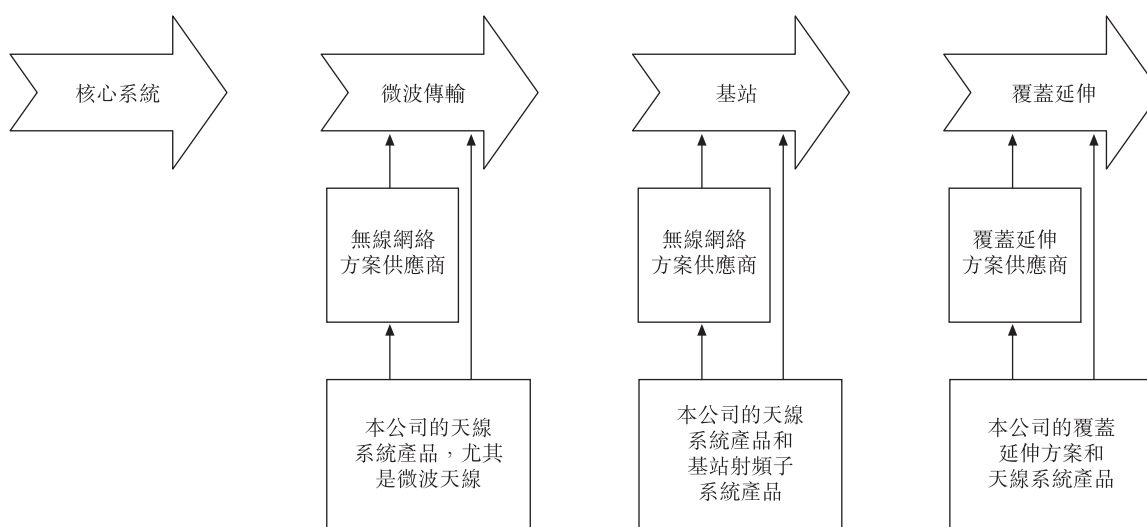 核心系統
微波傳輸
基站
覆蓋延伸
無線網絡
方案供應商
無線網絡
方案供應商
覆蓋延伸
方案供應商
本公司的天線
系統產品，尤其
是微波天線
本公司的天線
系統產品和
基站射頻子
系統產品
本公司的覆蓋
延伸方案和
天線系統產品